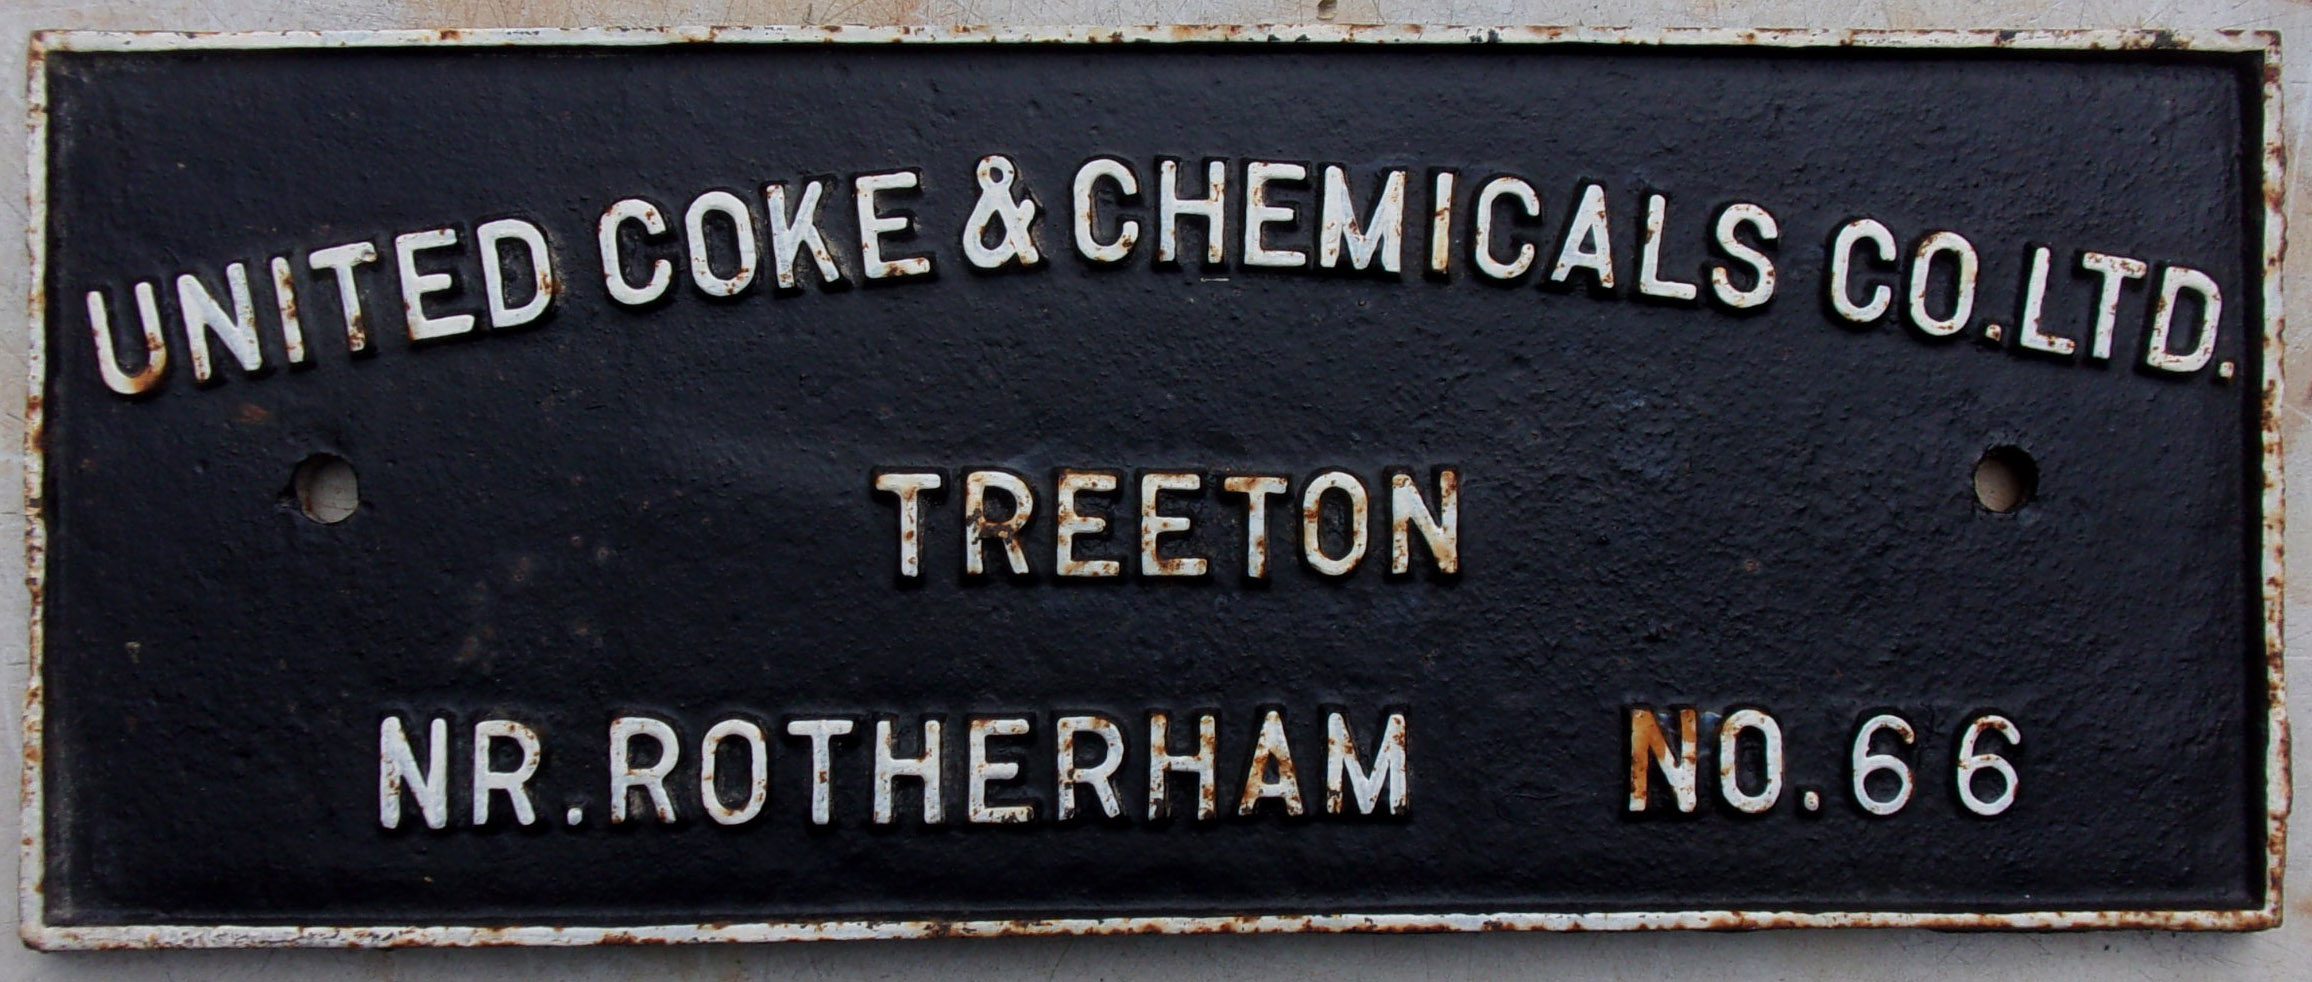 UNITED COKE & CHEMICALS CO. LTD.
TREETON
NR. ROTHERHAM NO. 66